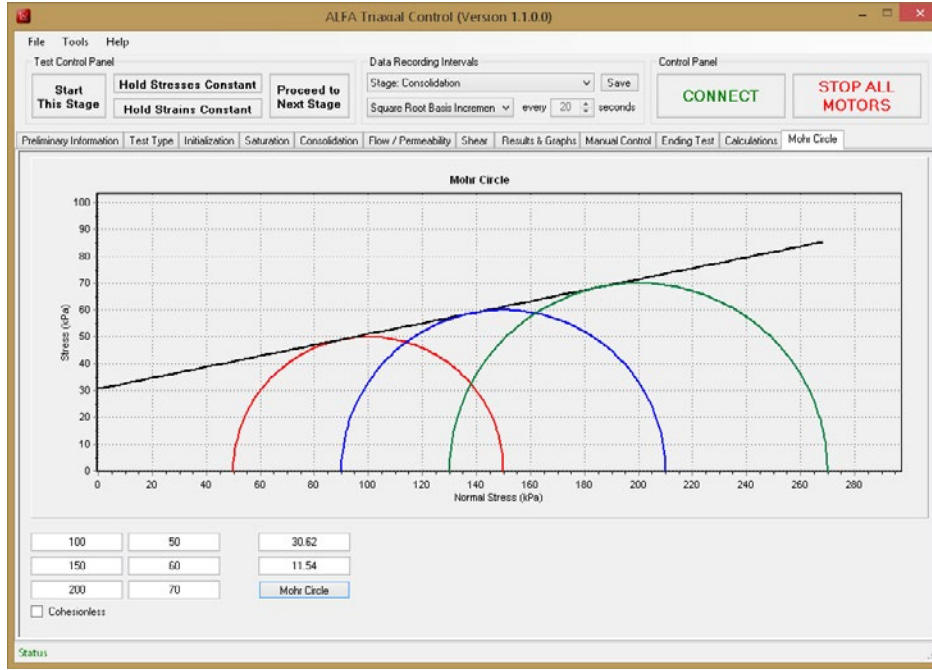 ALFA Triaxial Control (Version 1.1.0.0)
File Tools Help
Test Control Panel
Start
This Stage
Hold Stresses Constant
Hold Strains Constant
Proceed to
Next Stage
Data Recording Intervals
Stage: Consolidation
Save
Square Root Basis Incremen
every 20 seconds
Control Panel
CONNECT
STOP ALL
MOTORS
Preliminary Information Test Type Initialization Saturation Consolidation Flow / Permeability Shear Results & Graphs Manual Control Ending Test Calculations Mohr Circle
Mohr Circle
100
90
80
70
60
50
40
30
20
10
0
Stress (kPa)
0 20 40 60 80 100 120 140 160 180 200 220 240 260 280
Normal Stress (kPa)
100 50 30.62
150 60 11.54
200 70 Mohr Circle
Cohesionless
Status